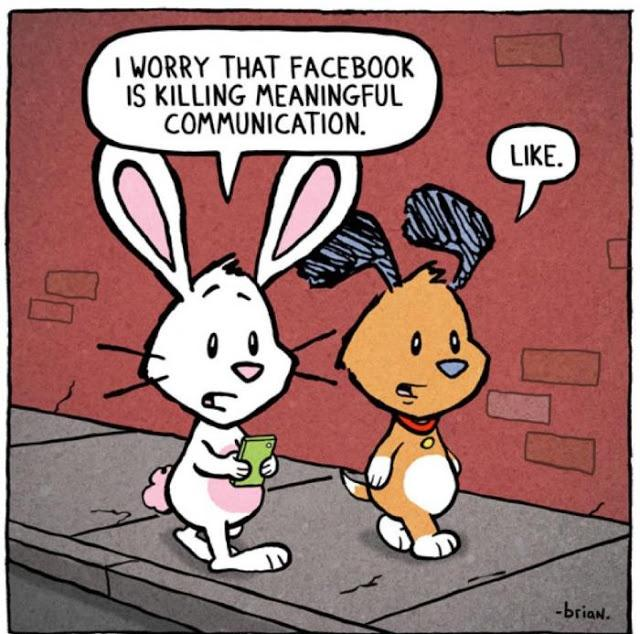 I WORRY THAT FACEBOOK
IS KILLING MEANINGFUL
COMMUNICATION.
LIKE.
-brian.